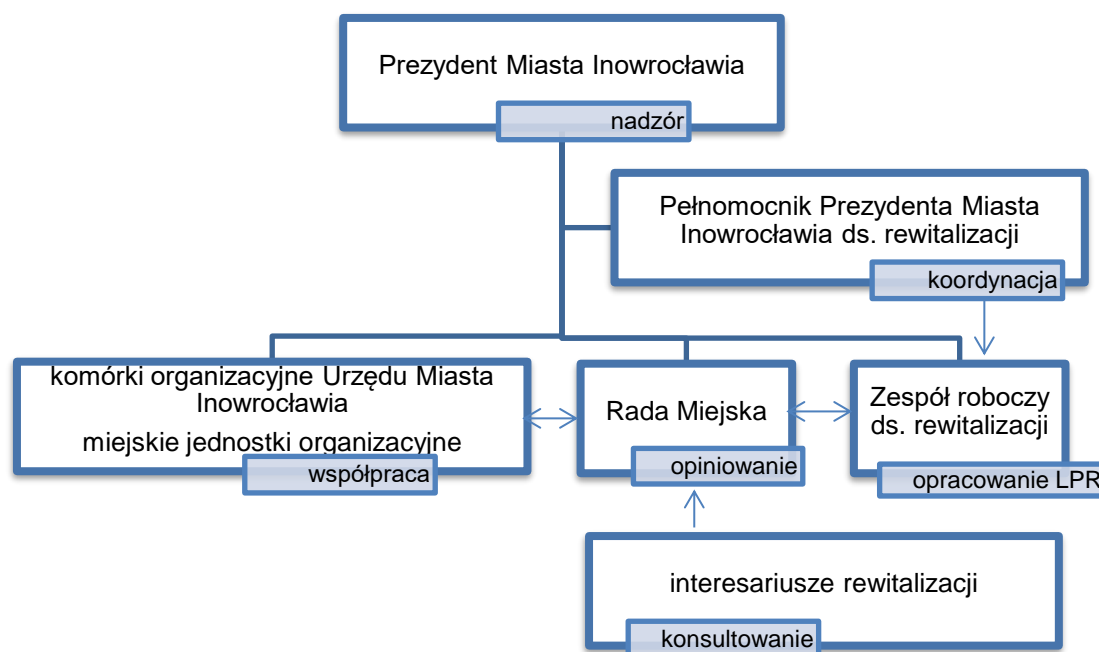 Prezydent Miasta Inowrocławia
nadzór
Pełnomocnik Prezydenta Miasta
Inowrocławia ds. rewitalizacji
koordynacja
komórki organizacyjne Urzędu Miasta
Inowrocławia
miejskie jednostki organizacyjne
współpraca
Rada Miejska
opiniowanie
Zespół roboczy
ds. rewitalizacji
opracowanie LPR
interesariusze rewitalizacji
konsultowanie